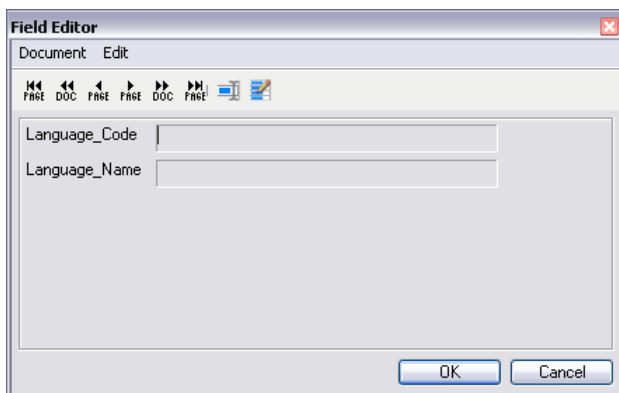 Field Editor
Document Edit
PAGE DOC PAGE PAGE DOC PAGE
Language_Code
Language_Name
OK Cancel